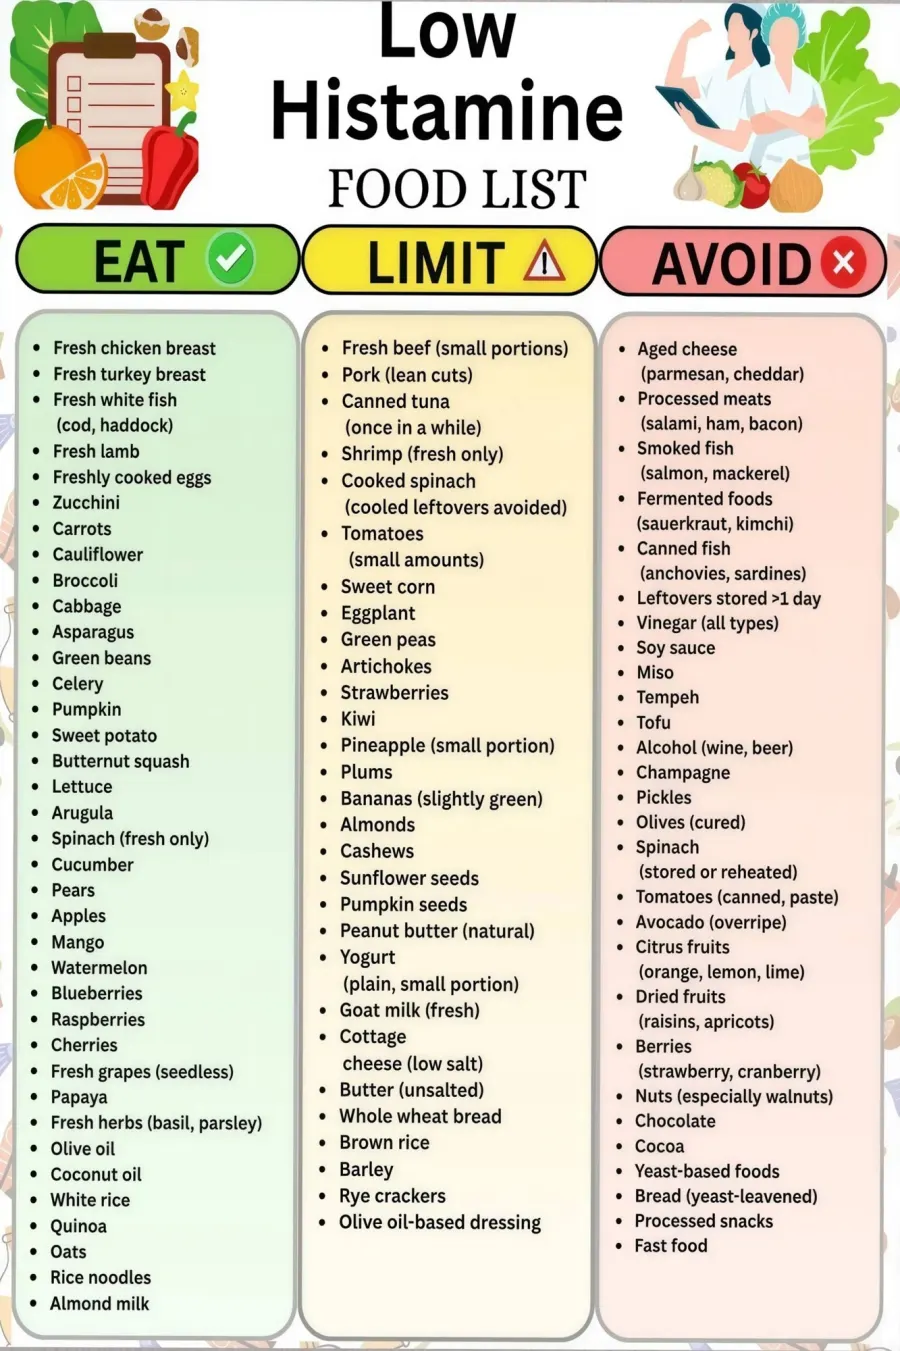 Low
Histamine
FOOD LIST
EAT
LIMIT
AVOID
• Fresh chicken breast
• Fresh turkey breast
• Fresh white fish
(cod, haddock)
• Fresh lamb
• Freshly cooked eggs
• Zucchini
• Carrots
• Cauliflower
• Broccoli
• Cabbage
• Asparagus
• Green beans
• Celery
• Pumpkin
• Sweet potato
• Butternut squash
• Lettuce
• Arugula
• Spinach (fresh only)
• Cucumber
• Pears
• Apples
• Mango
• Watermelon
• Blueberries
• Raspberries
• Cherries
• Fresh grapes (seedless)
• Papaya
• Fresh herbs (basil, parsley)
• Olive oil
• Coconut oil
• White rice
• Quinoa
• Oats
• Rice noodles
• Almond milk
• Fresh beef (small portions)
• Pork (lean cuts)
• Canned tuna
(once in a while)
• Shrimp (fresh only)
• Cooked spinach
(cooled leftovers avoided)
• Tomatoes
(small amounts)
• Sweet corn
• Eggplant
• Green peas
• Artichokes
• Strawberries
• Kiwi
• Pineapple (small portion)
• Plums
• Bananas (slightly green)
• Almonds
• Cashews
• Sunflower seeds
• Pumpkin seeds
• Peanut butter (natural)
• Yogurt
(plain, small portion)
• Goat milk (fresh)
• Cottage
cheese (low salt)
• Butter (unsalted)
• Whole wheat bread
• Brown rice
• Barley
• Rye crackers
• Olive oil-based dressing
• Aged cheese
(parmesan, cheddar)
• Processed meats
(salami, ham, bacon)
• Smoked fish
(salmon, mackerel)
• Fermented foods
(sauerkraut, kimchi)
• Canned fish
(anchovies, sardines)
• Leftovers stored >1 day
• Vinegar (all types)
• Soy sauce
• Miso
• Tempeh
• Tofu
• Alcohol (wine, beer)
• Champagne
• Pickles
• Olives (cured)
• Spinach
(stored or reheated)
• Tomatoes (canned, paste)
• Avocado (overripe)
• Citrus fruits
(orange, lemon, lime)
• Dried fruits
(raisins, apricots)
• Berries
(strawberry, cranberry)
• Nuts (especially walnuts)
• Chocolate
• Cocoa
• Yeast-based foods
• Bread (yeast-leavened)
• Processed snacks
• Fast food